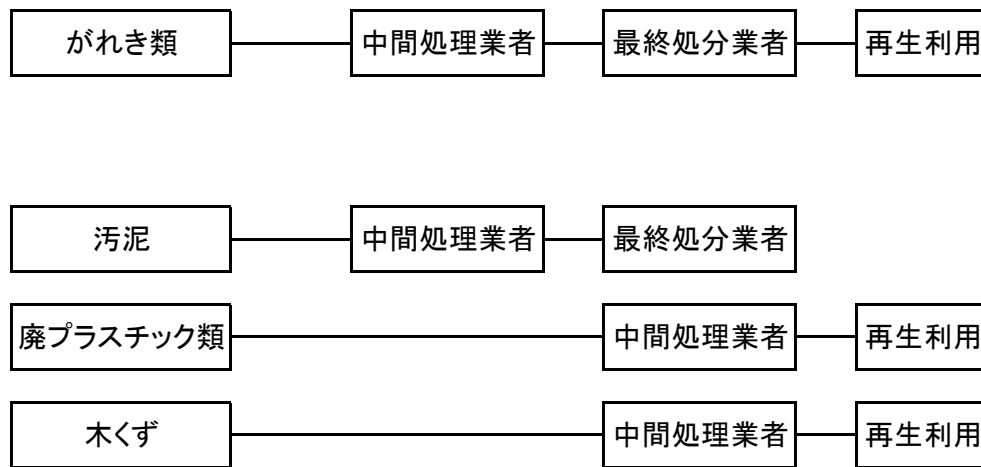 がれき類 中間処理業者 最終処分業者 再生利用
汚泥 中間処理業者 最終処分業者
廃プラスチック類 中間処理業者 再生利用
木くず 中間処理業者 再生利用